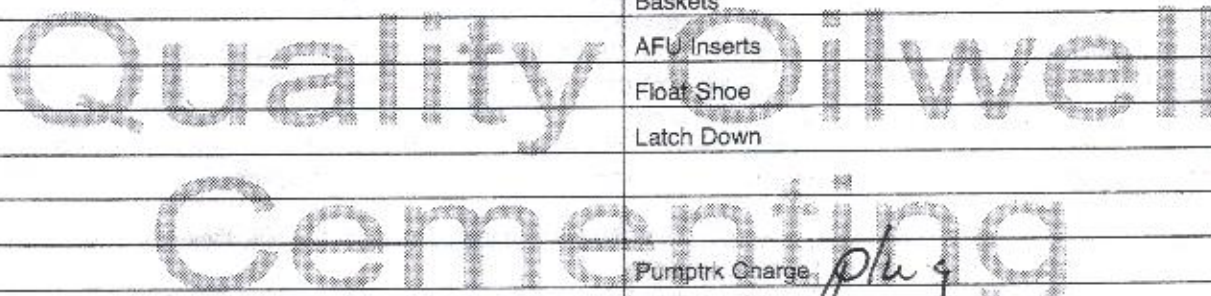 Baskets
Quality Oilwell
AFU Inserts
Float Shoe
Latch Down
Cementing
Pumptrk Charge plug